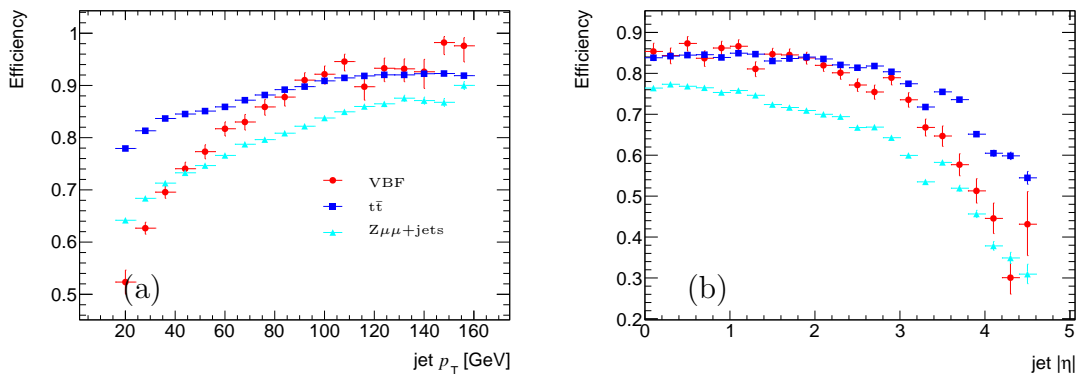 Efficiency
1
0.9
0.8
0.7
0.6
0.5
VBF
tt̄
Zμμ+jets
(a)
20 40 60 80 100 120 140 160
jet p_T [GeV]
Efficiency
0.9
0.8
0.7
0.6
0.5
0.4
0.3
0.2
(b)
0 1 2 3 4 5
jet |η|